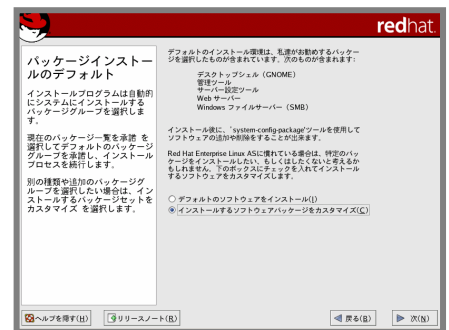 redhat.
パッケージインストー
ルのデフォルト
インストールプログラムは自動的
にシステムにインストールする
パッケージグループを選択しま
す。
現在のパッケージ一覧を承諾 を
選択してデフォルトのパッケージ
グループを承諾し、インストール
プロセスを続行します。
別の種類や追加のパッケージグ
ループを選択したい場合は、イン
ストールするパッケージセットを
カスタマイズ を選択します。
デフォルトのインストール環境は、私達がお勧めするパッケー
ジを選択したものが含まれています。次のものが含まれます:
デスクトップシェル（GNOME）
管理ツール
サーバー設定ツール
Web サーバー
Windows ファイルサーバー（SMB）
インストール後に、`system-config-package'ツールを使用して
ソフトウェアの追加や削除をすることが出来ます。
Red Hat Enterprise Linux ASに慣れている場合は、特定のパッ
ケージをインストールしたい、もしくはしたくないと考えるか
もしれません。下のボックスにチェックを入れてインストール
するソフトウェアをカスタマイズします。
デフォルトのソフトウェアをインストール(I)
インストールするソフトウェアパッケージをカスタマイズ(C)
ヘルプを隠す(H)
リリースノート(R)
戻る(B)
次(N)